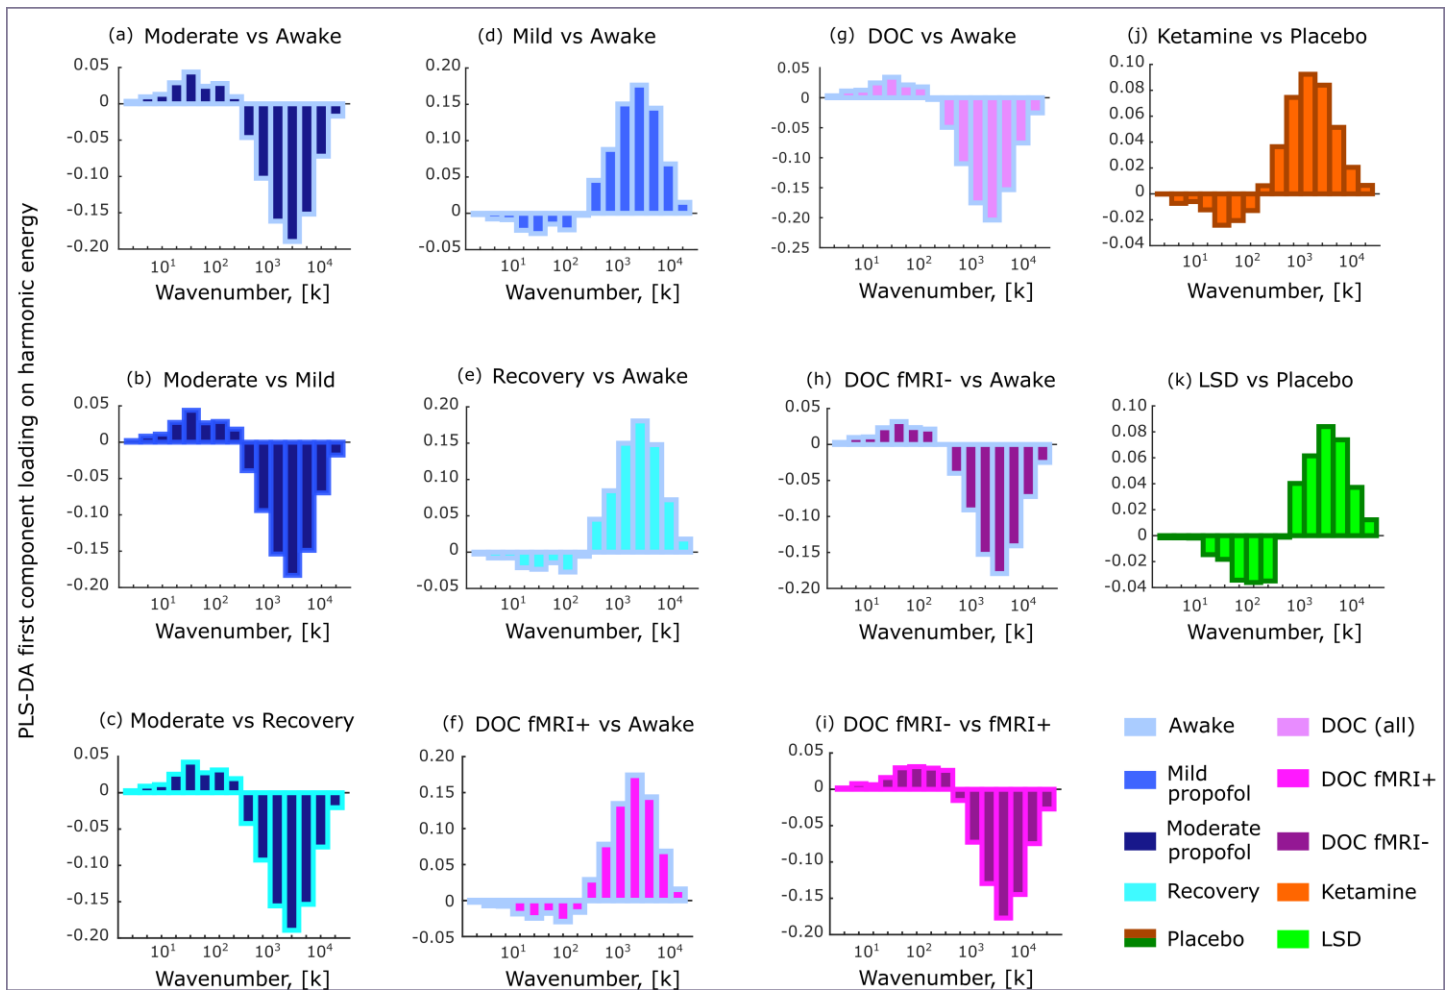 PLS-DA first component loading on harmonic energy
(a) Moderate vs Awake
0.05
0
-0.05
-0.10
-0.15
-0.20
10¹ 10² 10³ 10⁴
Wavenumber, [k]
(d) Mild vs Awake
0.20
0.15
0.10
0.05
0
-0.05
10¹ 10² 10³ 10⁴
Wavenumber, [k]
(g) DOC vs Awake
0.05
0
-0.05
-0.10
-0.15
-0.20
-0.25
10¹ 10² 10³ 10⁴
Wavenumber, [k]
(j) Ketamine vs Placebo
0.10
0.08
0.06
0.04
0.02
0
-0.02
-0.04
10¹ 10² 10³ 10⁴
Wavenumber, [k]
(b) Moderate vs Mild
0.05
0
-0.05
-0.10
-0.15
-0.20
10¹ 10² 10³ 10⁴
Wavenumber, [k]
(e) Recovery vs Awake
0.20
0.15
0.10
0.05
0
-0.05
10¹ 10² 10³ 10⁴
Wavenumber, [k]
(h) DOC fMRI- vs Awake
0.05
0
-0.05
-0.10
-0.15
-0.20
10¹ 10² 10³ 10⁴
Wavenumber, [k]
(k) LSD vs Placebo
0.10
0.08
0.06
0.04
0.02
0
-0.02
-0.04
10¹ 10² 10³ 10⁴
Wavenumber, [k]
(c) Moderate vs Recovery
0.05
0
-0.05
-0.10
-0.15
-0.20
10¹ 10² 10³ 10⁴
Wavenumber, [k]
(f) DOC fMRI+ vs Awake
0.20
0.15
0.10
0.05
0
-0.05
10¹ 10² 10³ 10⁴
Wavenumber, [k]
(i) DOC fMRI- vs fMRI+
0.05
0
-0.05
-0.10
-0.15
-0.20
10¹ 10² 10³ 10⁴
Wavenumber, [k]
Awake
Mild
propofol
Moderate
propofol
Recovery
Placebo
DOC (all)
DOC fMRI+
DOC fMRI-
Ketamine
LSD